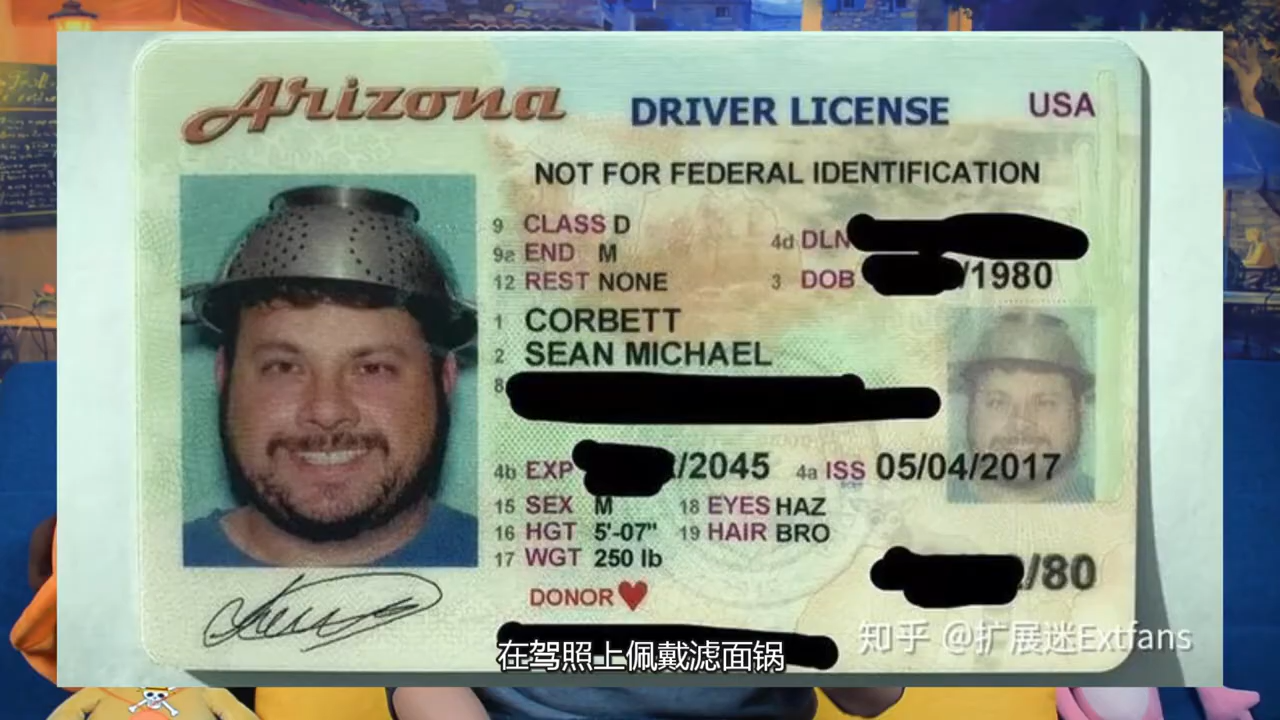 Arizona
DRIVER LICENSE
USA
NOT FOR FEDERAL IDENTIFICATION
9 CLASS D
4d DLN
9a END M
3 DOB /1980
12 REST NONE
1 CORBETT
2 SEAN MICHAEL
8
4b EXP /2045 4a ISS 05/04/2017
15 SEX M 18 EYES HAZ
16 HGT 5'-07" 19 HAIR BRO
17 WGT 250 lb
/80
DONOR
知乎 @扩展迷Extfans
在驾照上佩戴滤面锅